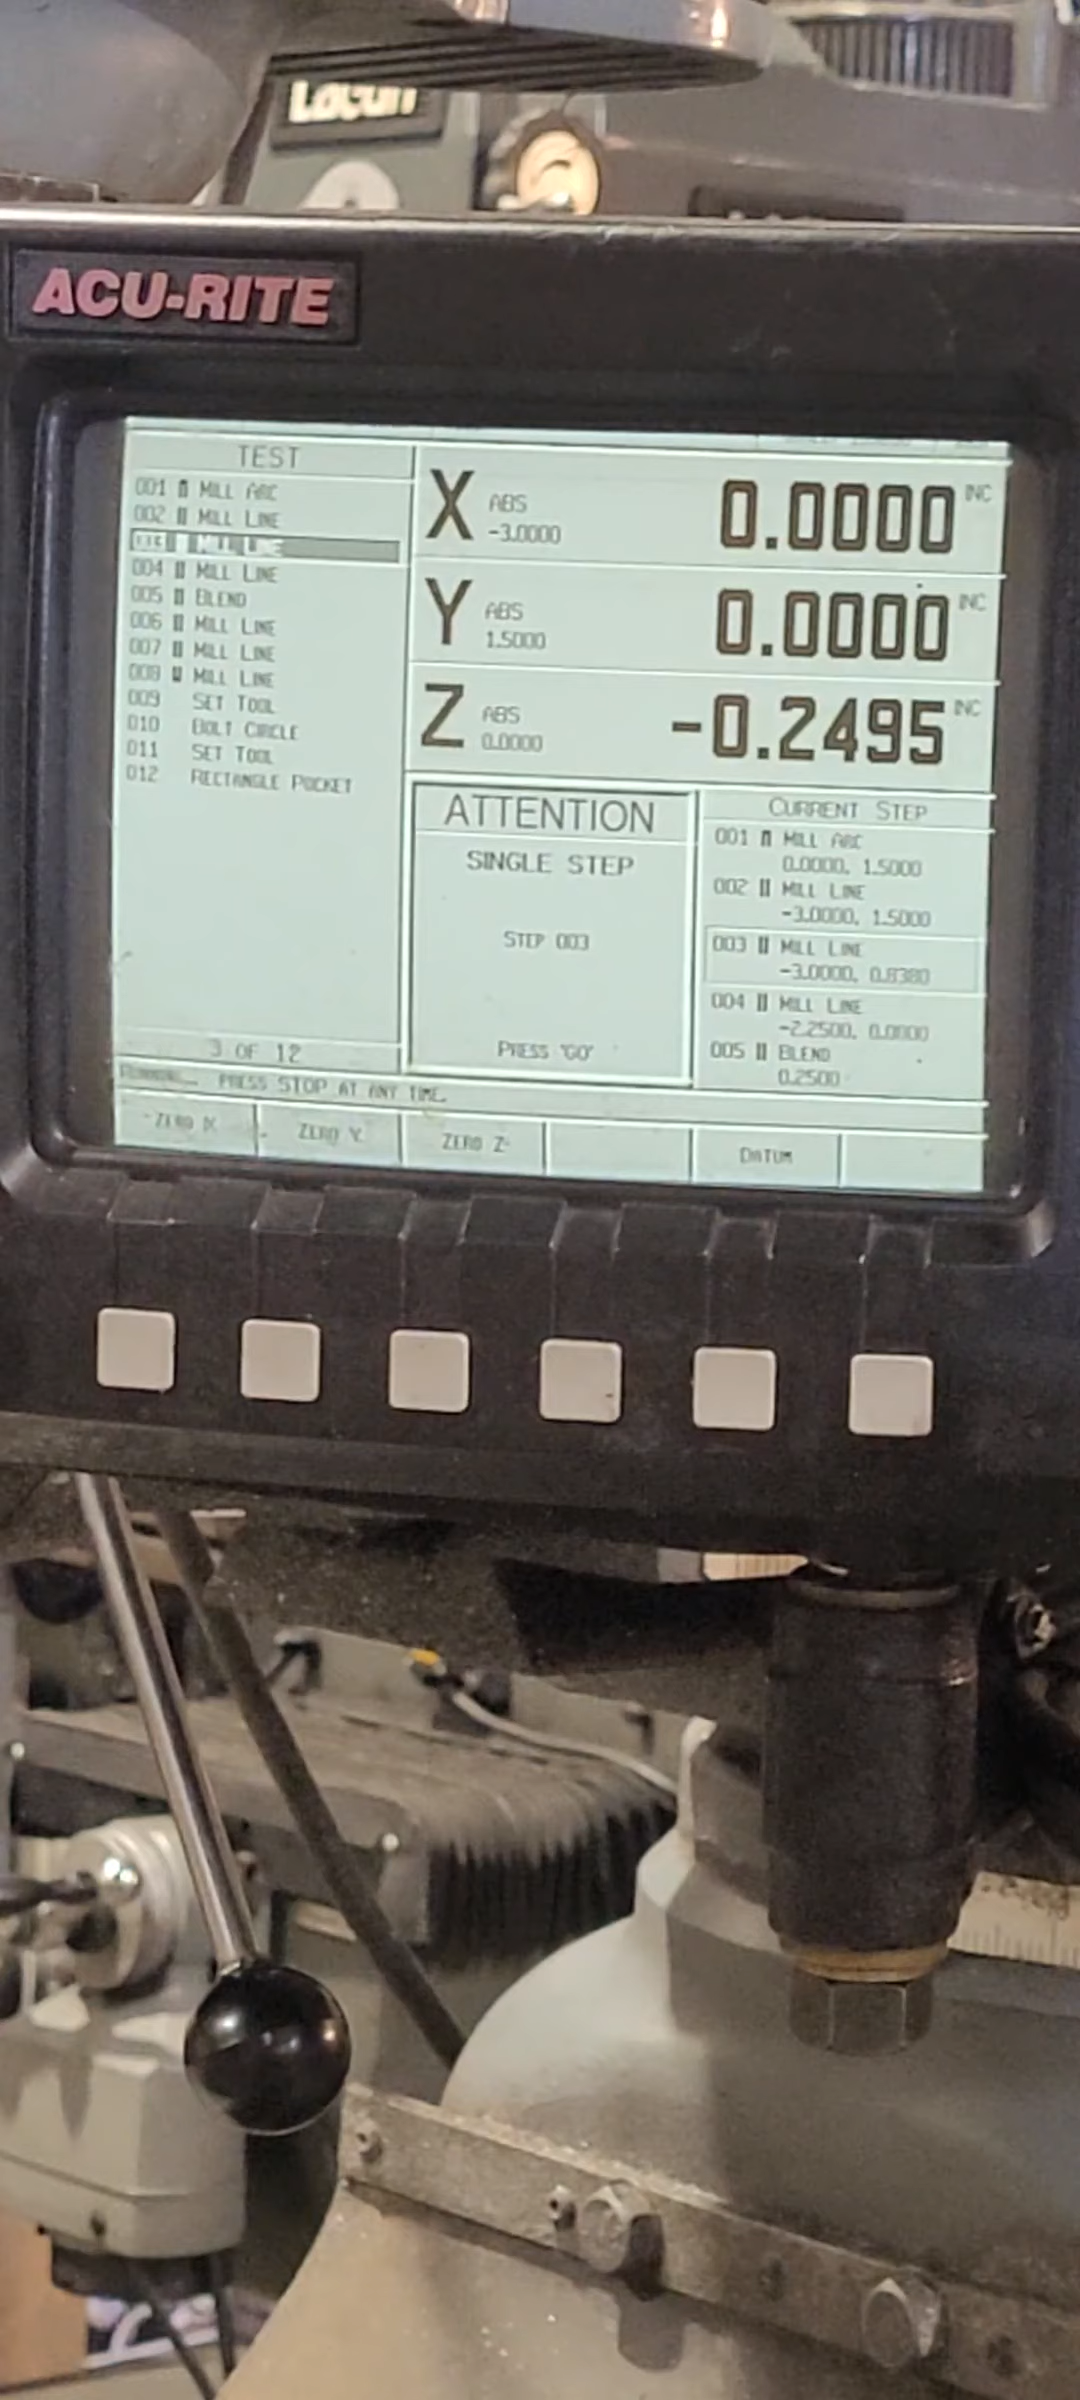 Lagun
ACU-RITE
TEST
001 MILL ARC
002 MILL LINE
MILL LINE
004 MILL LINE
005 BLEND
006 MILL LINE
007 MILL LINE
008 MILL LINE
009 SET TOOL
010 BOLT CIRCLE
011 SET TOOL
012 RECTANGLE POCKET
3 OF 12
X ABS -3.0000 0.0000 INC
Y ABS 1.5000 0.0000 INC
Z ABS 0.0000 -0.2495 INC
ATTENTION
SINGLE STEP
STEP 003
PRESS 'GO'
CURRENT STEP
001 MILL ARC
0.0000, 1.5000
002 MILL LINE
-3.0000, 1.5000
003 MILL LINE
-3.0000, 0.8380
004 MILL LINE
-2.2500, 0.0000
005 BLEND
0.2500
PRESS STOP AT ANY TIME.
ZERO X ZERO Y ZERO Z DATUM